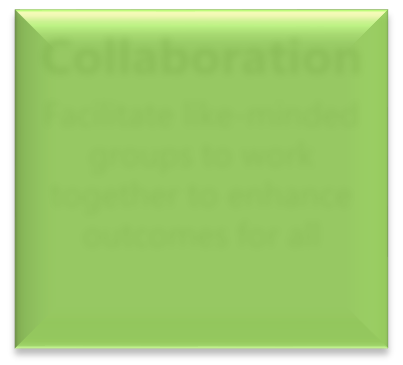 Collaboration
Facilitate like-minded
groups to work
together to enhance
outcomes for all